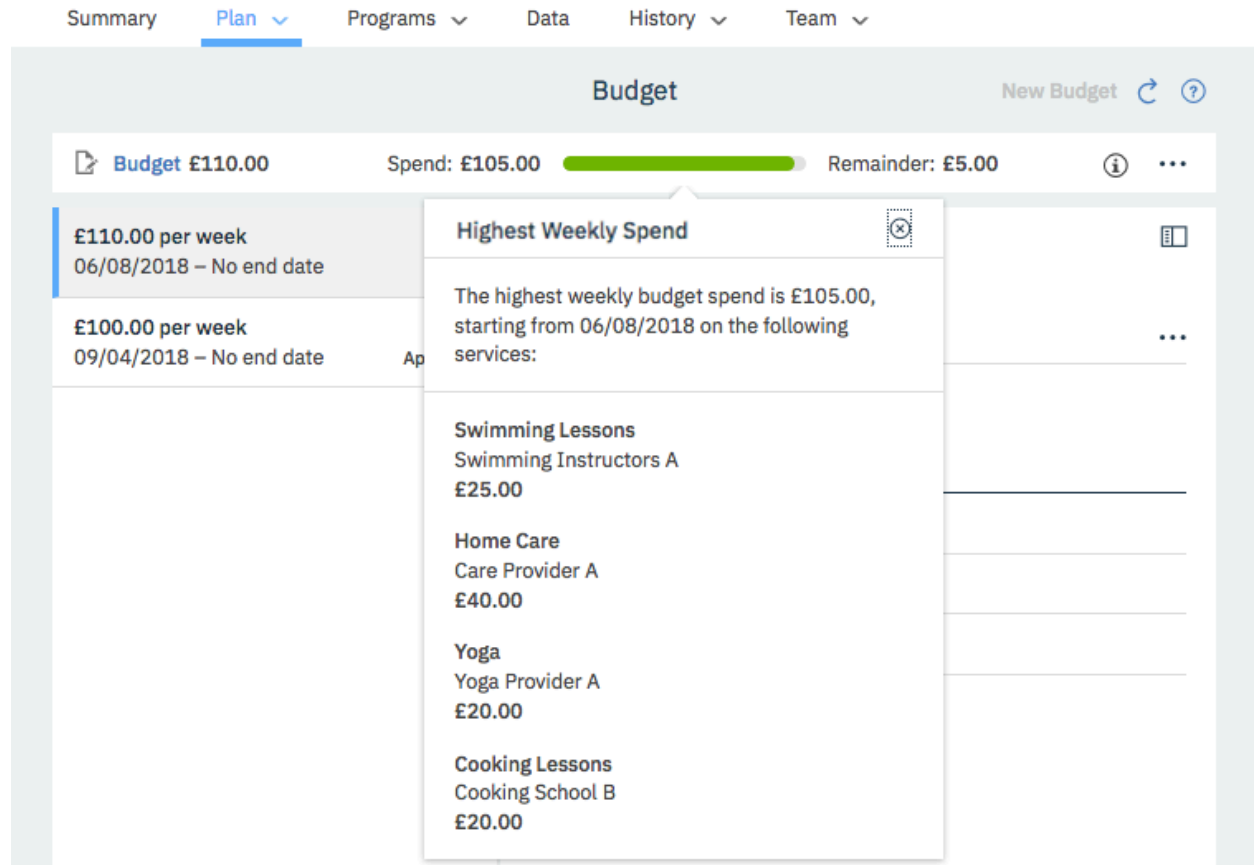 Summary Plan Programs Data History Team
Budget
New Budget
Budget £110.00 Spend: £105.00 Remainder: £5.00
£110.00 per week
06/08/2018 – No end date
£100.00 per week
09/04/2018 – No end date Ap
Highest Weekly Spend
The highest weekly budget spend is £105.00,
starting from 06/08/2018 on the following
services:
Swimming Lessons
Swimming Instructors A
£25.00
Home Care
Care Provider A
£40.00
Yoga
Yoga Provider A
£20.00
Cooking Lessons
Cooking School B
£20.00